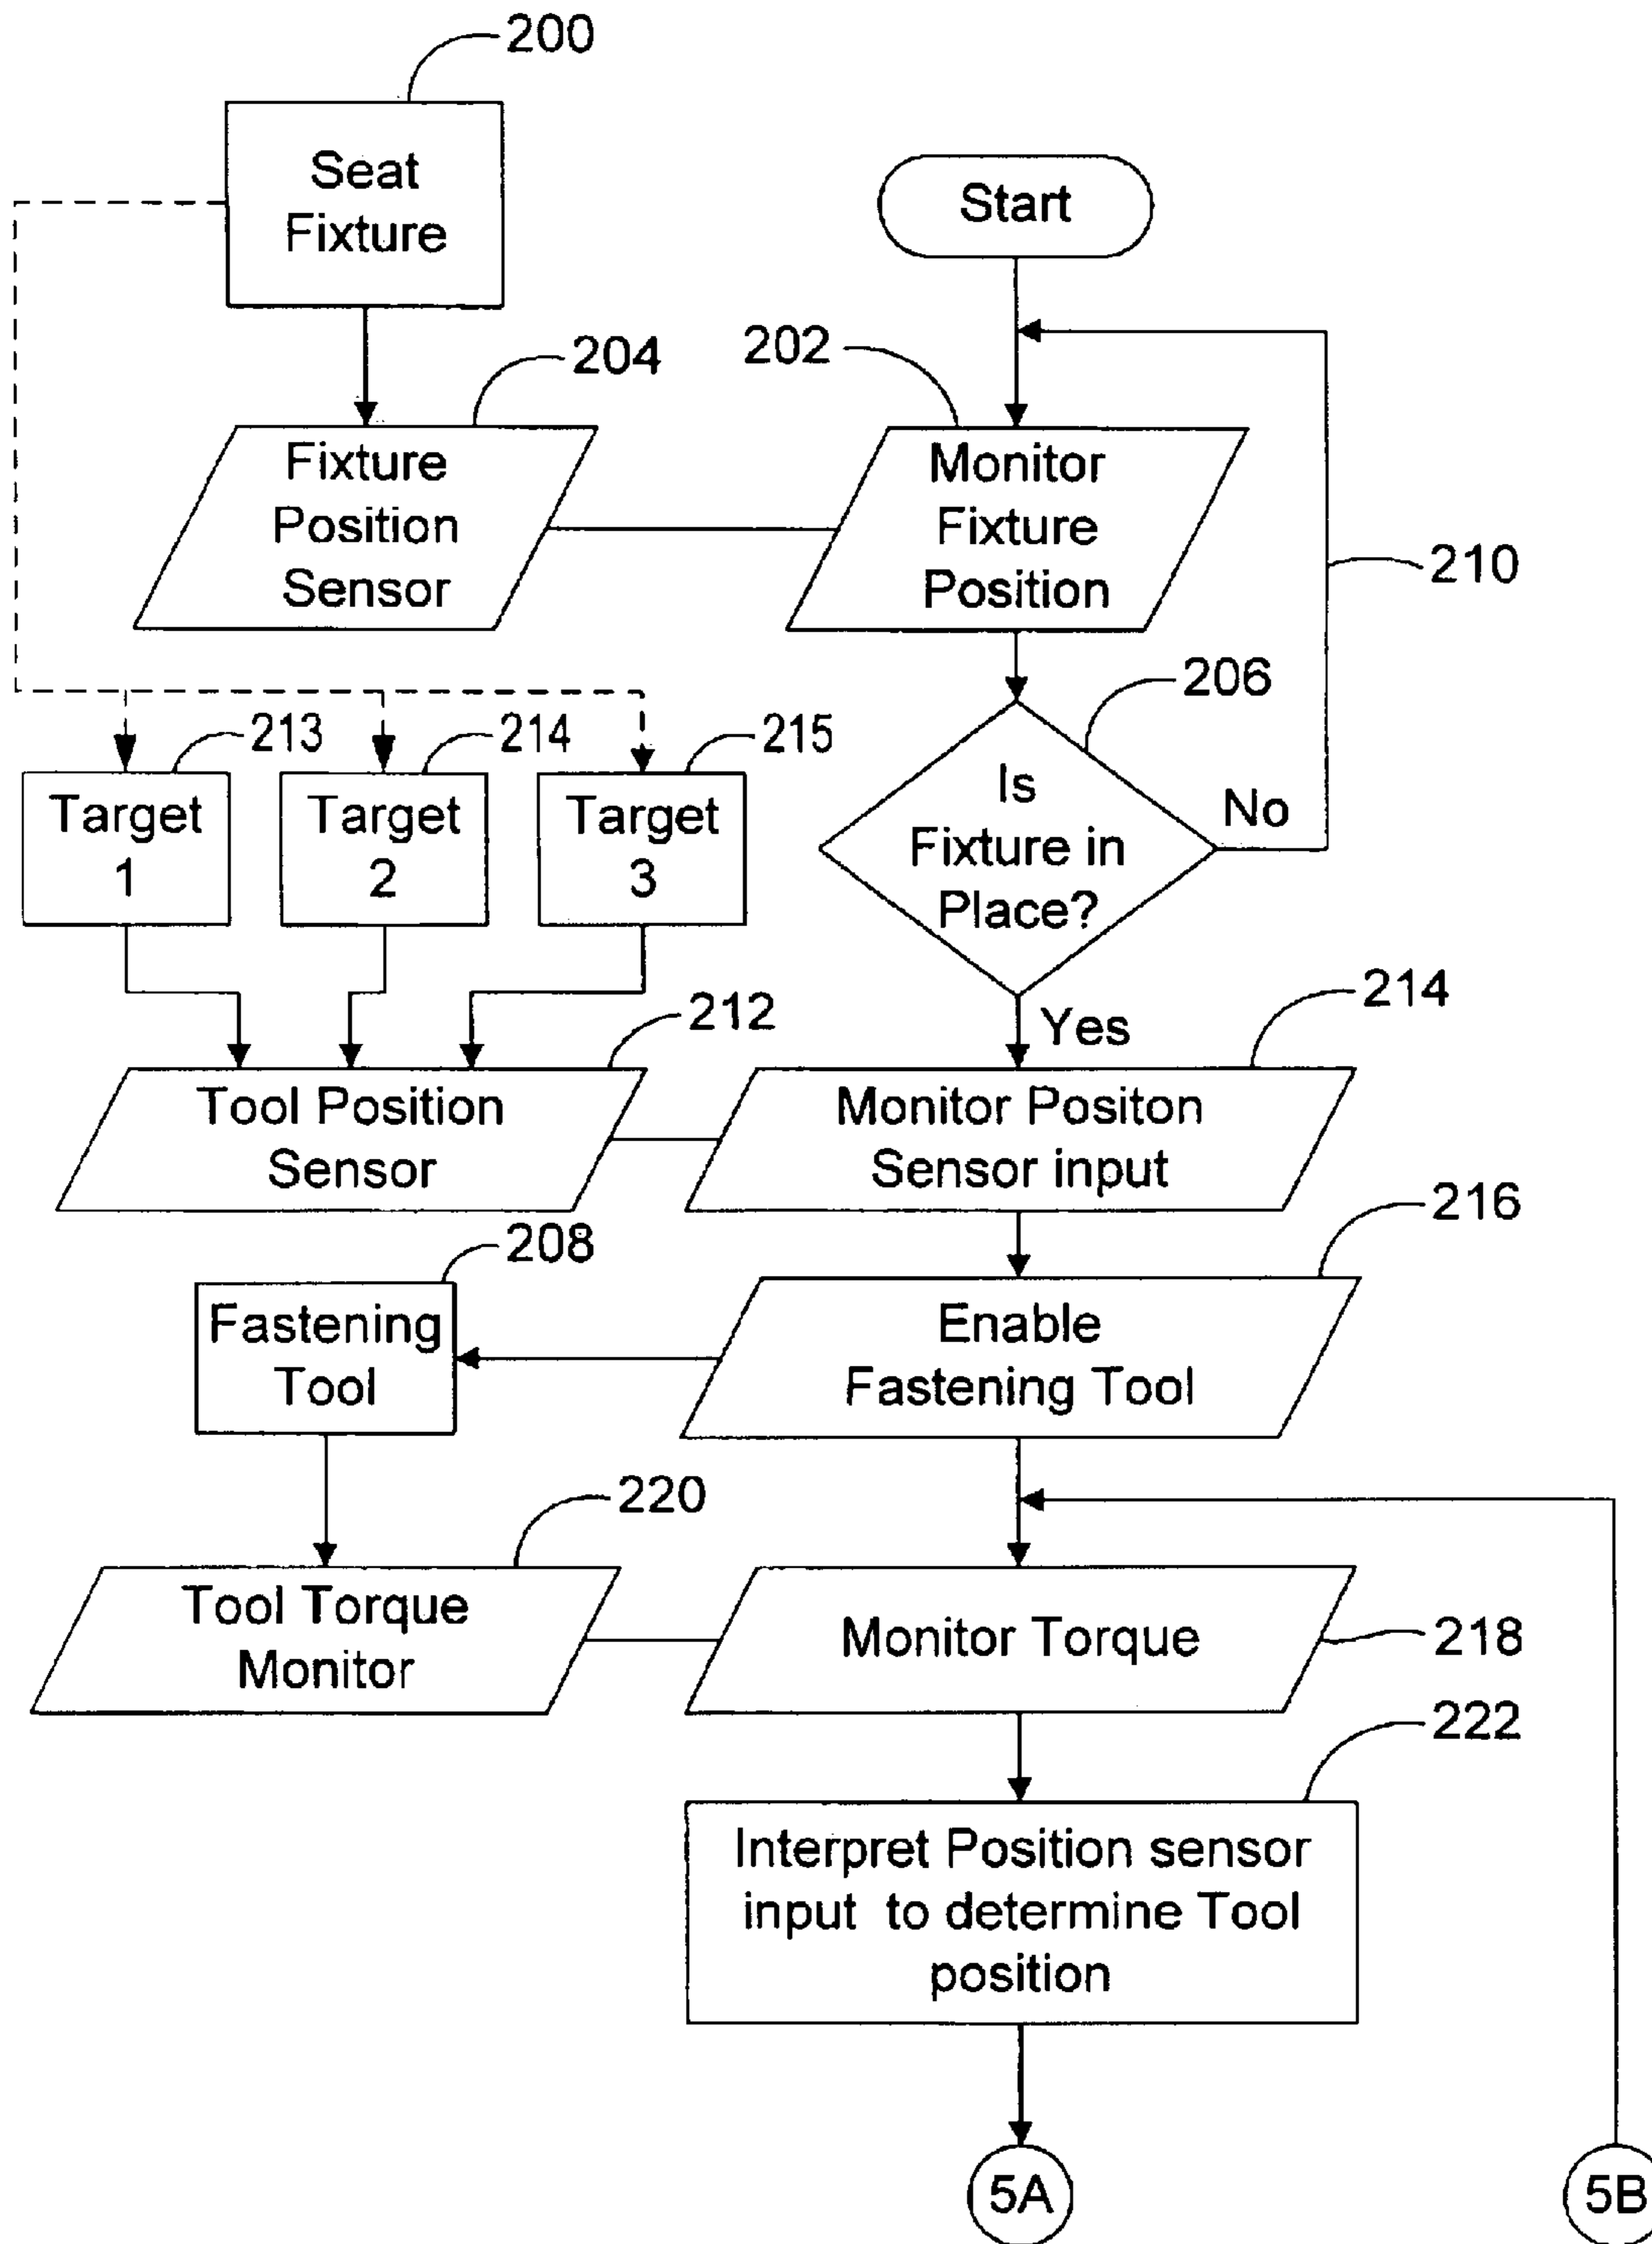 200
Seat
Fixture
Start
204
202
Fixture
Position
Sensor
Monitor
Fixture
Position
210
206
213
214
215
Target
1
Target
2
Target
3
Is
Fixture in
Place?
No
Yes
212
214
Tool Position
Sensor
Monitor Positon
Sensor input
208
216
Fastening
Tool
Enable
Fastening Tool
220
Tool Torque
Monitor
Monitor Torque
218
222
Interpret Position sensor
input to determine Tool
position
5A
5B